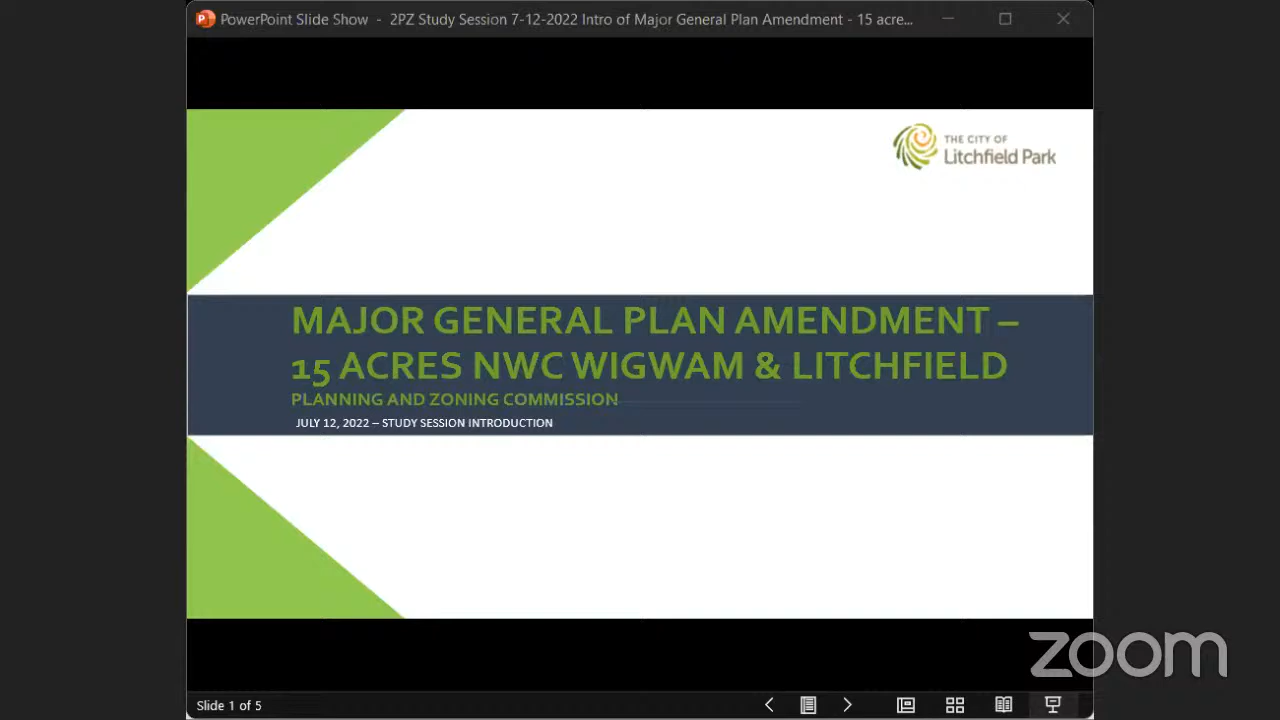 PowerPoint Slide Show - 2PZ Study Session 7-12-2022 Intro of Major General Plan Amendment - 15 acre...
THE CITY OF
Litchfield Park
MAJOR GENERAL PLAN AMENDMENT –
15 ACRES NWC WIGWAM & LITCHFIELD
PLANNING AND ZONING COMMISSION
JULY 12, 2022 – STUDY SESSION INTRODUCTION
zoom
Slide 1 of 5